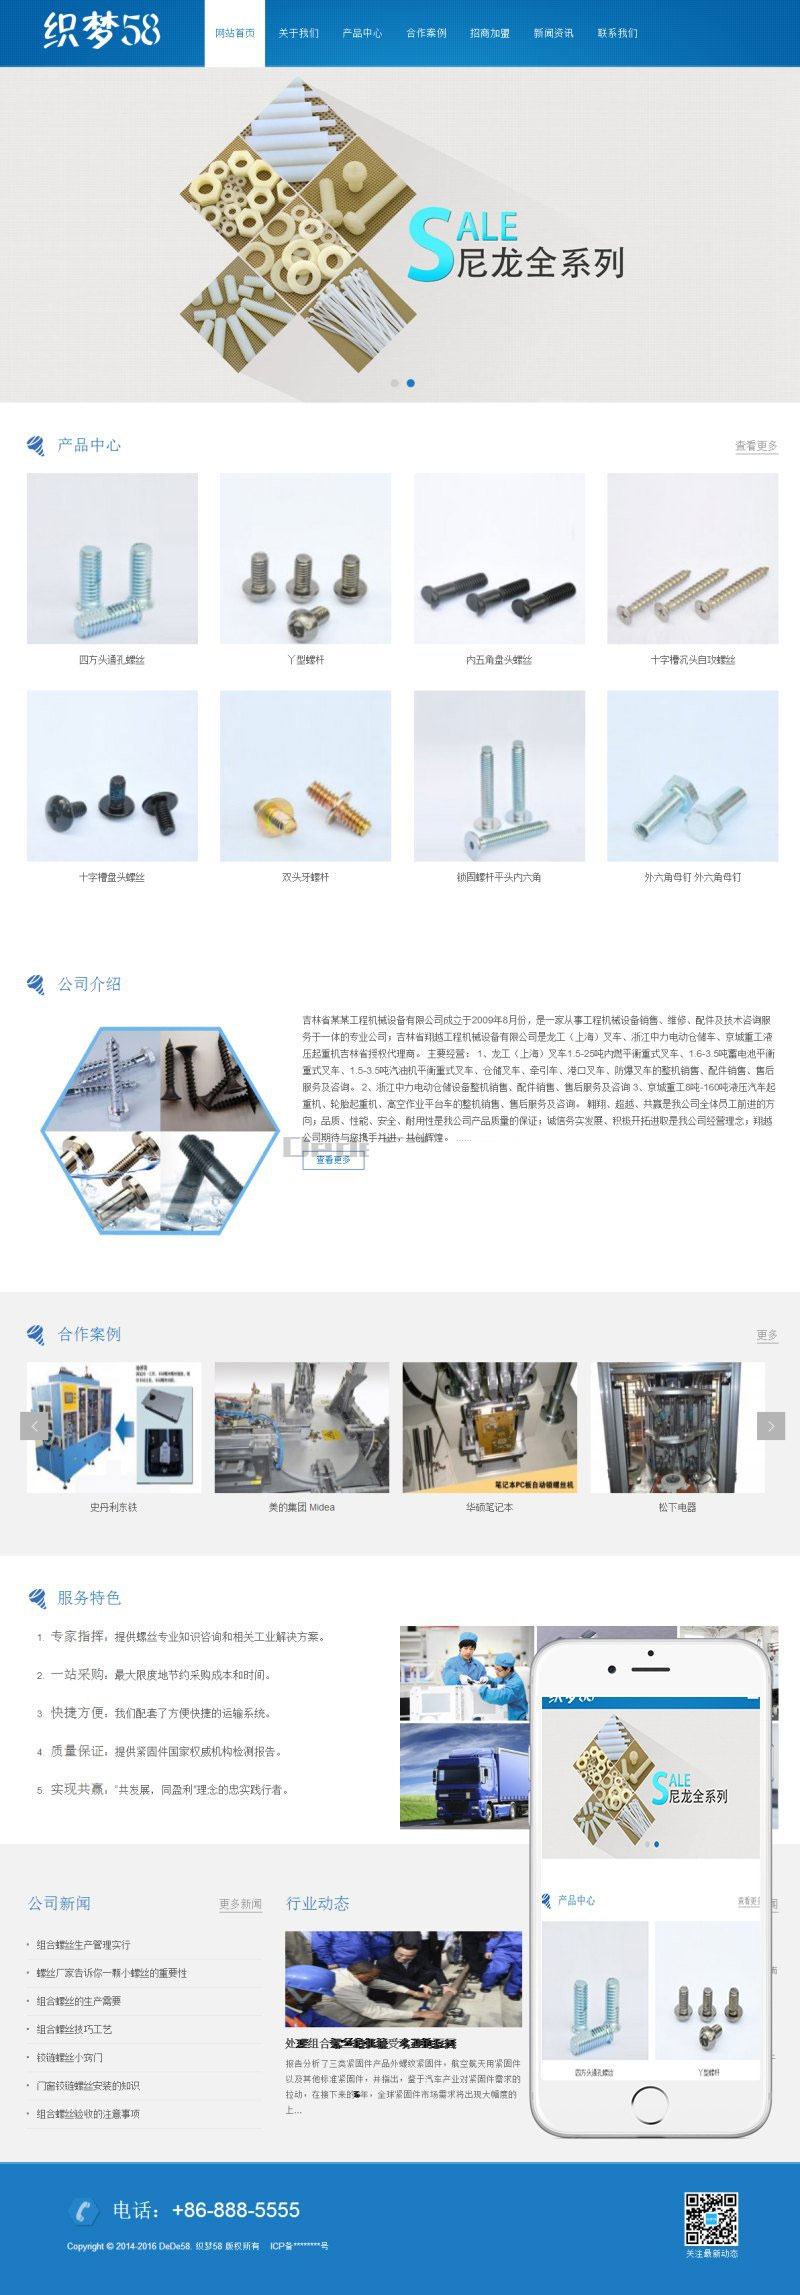 织梦58
网站首页 关于我们 产品中心 合作案例 招商加盟 新闻资讯 联系我们
SALE
尼龙全系列
产品中心
查看更多
四方头通孔螺丝 丫型螺杆 内五角盘头螺丝 十字槽沉头自攻螺丝
十字槽盘头螺丝 双头牙螺杆 锁固螺杆平头内六角 外六角母钉 外六角母钉
公司介绍
吉林省某某工程机械设备有限公司成立于2009年8月份，是一家从事工程机械设备销售、维修、配件及技术咨询服
务于一体的专业公司；吉林省翔越工程机械设备有限公司是龙工（上海）叉车、浙江中力电动仓储车、京城重工液
压起重机吉林省授权代理商。 主要经营： 1、龙工（上海）叉车1.5-25吨内燃平衡重式叉车、1.6-3.5吨蓄电池平衡
重式叉车、1.5-3.5吨汽油机平衡重式叉车、仓储叉车、牵引车、港口叉车、防爆叉车的整机销售、配件销售、售后
服务及咨询。 2、浙江中力电动仓储设备整机销售、配件销售、售后服务及咨询 3、京城重工8吨-160吨液压汽车起
重机、轮胎起重机、高空作业平台车的整机销售、售后服务及咨询。 翱翔、超越、共赢是我公司全体员工前进的方
向；品质、性能、安全、耐用性是我公司产品质量的保证；诚信务实发展、积极开拓进取是我公司经营理念；翔越
公司期待与您携手并进，共创辉煌。 ......
查看更多
合作案例
更多
笔记本PC板自动锁螺丝机
史丹利东铁 美的集团 Midea 华硕笔记本 松下电器
服务特色
1. 专家指挥：提供螺丝专业知识咨询和相关工业解决方案。
2. 一站采购：最大限度地节约采购成本和时间。
3. 快捷方便：我们配套了方便快捷的运输系统。
4. 质量保证：提供紧固件国家权威机构检测报告。
5. 实现共赢："共发展，同盈利"理念的忠实践行者。
织梦58
SALE
尼龙全系列
产品中心
查看更多
四方头通孔螺丝 丫型螺杆
公司新闻
更多新闻
组合螺丝生产管理实行
螺丝厂家告诉你一颗小螺丝的重要性
组合螺丝的生产需要
组合螺丝技巧工艺
铰链螺丝小窍门
门窗铰链螺丝安装的知识
组合螺丝验收的注意事项
行业动态
报告分析了三类紧固件产品外螺纹紧固件，航空航天用紧固件
以及其他标准紧固件，并指出，鉴于汽车产业对紧固件需求的
拉动，在接下来的5年，全球紧固件市场需求将出现大幅度的
上...
电话：+86-888-5555
Copyright © 2014-2016 DeDe58. 织梦58 版权所有 ICP备********号
关注最新动态